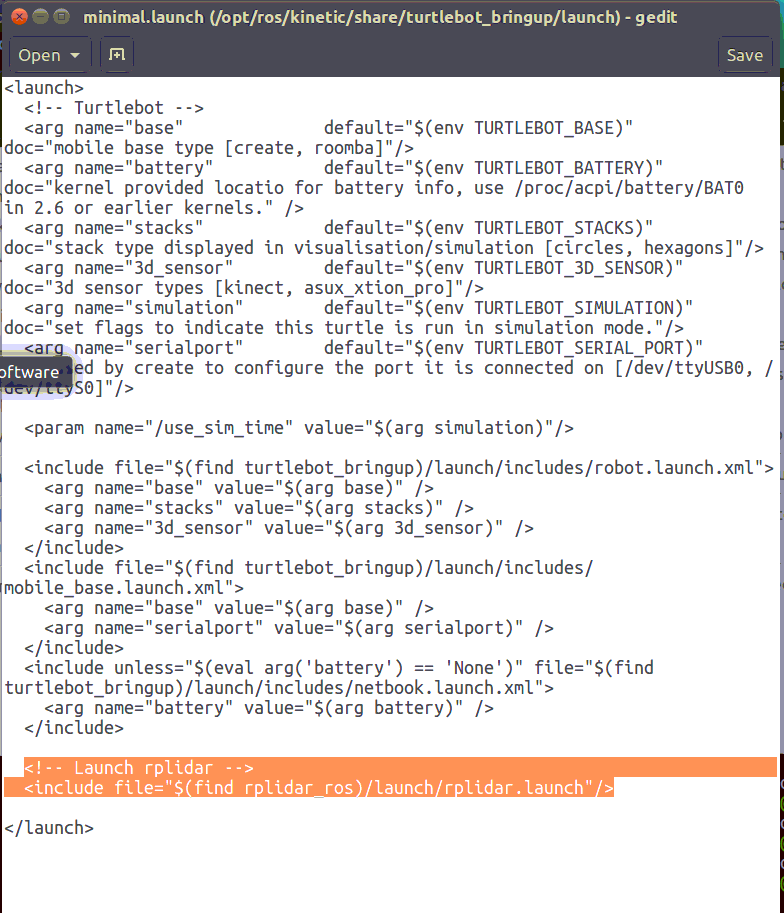 minimal.launch (/opt/ros/kinetic/share/turtlebot_bringup/launch) - gedit
Open
Save
<launch>
  <!-- Turtlebot -->
  <arg name="base"              default="$(env TURTLEBOT_BASE)"
doc="mobile base type [create, roomba]"/>
  <arg name="battery"           default="$(env TURTLEBOT_BATTERY)"
doc="kernel provided locatio for battery info, use /proc/acpi/battery/BAT0
in 2.6 or earlier kernels." />
  <arg name="stacks"            default="$(env TURTLEBOT_STACKS)"
doc="stack type displayed in visualisation/simulation [circles, hexagons]"/>
  <arg name="3d_sensor"         default="$(env TURTLEBOT_3D_SENSOR)"
doc="3d sensor types [kinect, asux_xtion_pro]"/>
  <arg name="simulation"        default="$(env TURTLEBOT_SIMULATION)"
doc="set flags to indicate this turtle is run in simulation mode."/>
  <arg name="serialport"        default="$(env TURTLEBOT_SERIAL_PORT)"
oftware
by create to configure the port it is connected on [/dev/ttyUSB0, /
dev/ttyS0]"/>
  <param name="/use_sim_time" value="$(arg simulation)"/>
  <include file="$(find turtlebot_bringup)/launch/includes/robot.launch.xml">
    <arg name="base" value="$(arg base)" />
    <arg name="stacks" value="$(arg stacks)" />
    <arg name="3d_sensor" value="$(arg 3d_sensor)" />
  </include>
  <include file="$(find turtlebot_bringup)/launch/includes/
mobile_base.launch.xml">
    <arg name="base" value="$(arg base)" />
    <arg name="serialport" value="$(arg serialport)" />
  </include>
  <include unless="$(eval arg('battery') == 'None')" file="$(find
turtlebot_bringup)/launch/includes/netbook.launch.xml">
    <arg name="battery" value="$(arg battery)" />
  </include>
  <!-- Launch rplidar -->
  <include file="$(find rplidar_ros)/launch/rplidar.launch"/>
</launch>